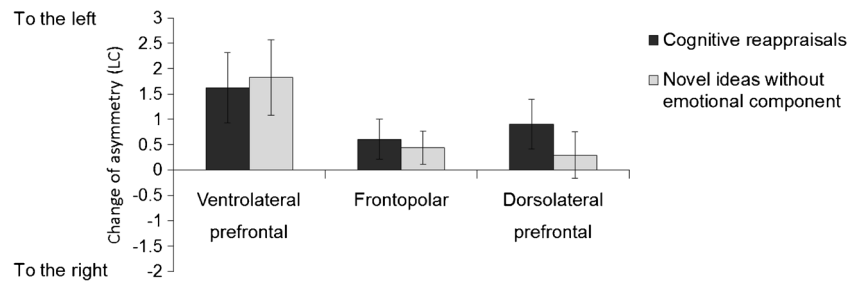 To the left
Change of asymmetry (LC)
3
2.5
2
1.5
1
0.5
0
-0.5
-1
-1.5
-2
To the right
Ventrolateral
prefrontal
Frontopolar
Dorsolateral
prefrontal
Cognitive reappraisals
Novel ideas without
emotional component